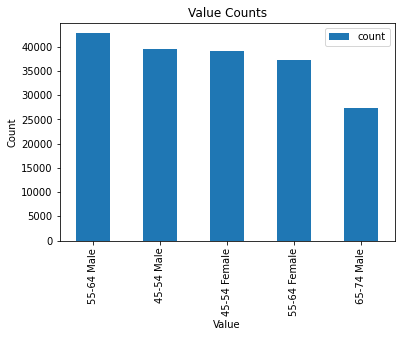 Value Counts
count
Count
40000
35000
30000
25000
20000
15000
10000
5000
0
55-64 Male
45-54 Male
45-54 Female
55-64 Female
65-74 Male
Value